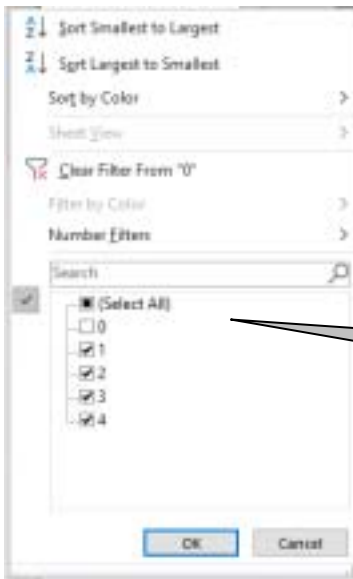 Sort Smallest to Largest
Sort Largest to Smallest
Sort by Color
Sheet View
Clear Filter From "0"
Filter by Color
Number Filters
Search
(Select All)
0
1
2
3
4
OK
Cancel